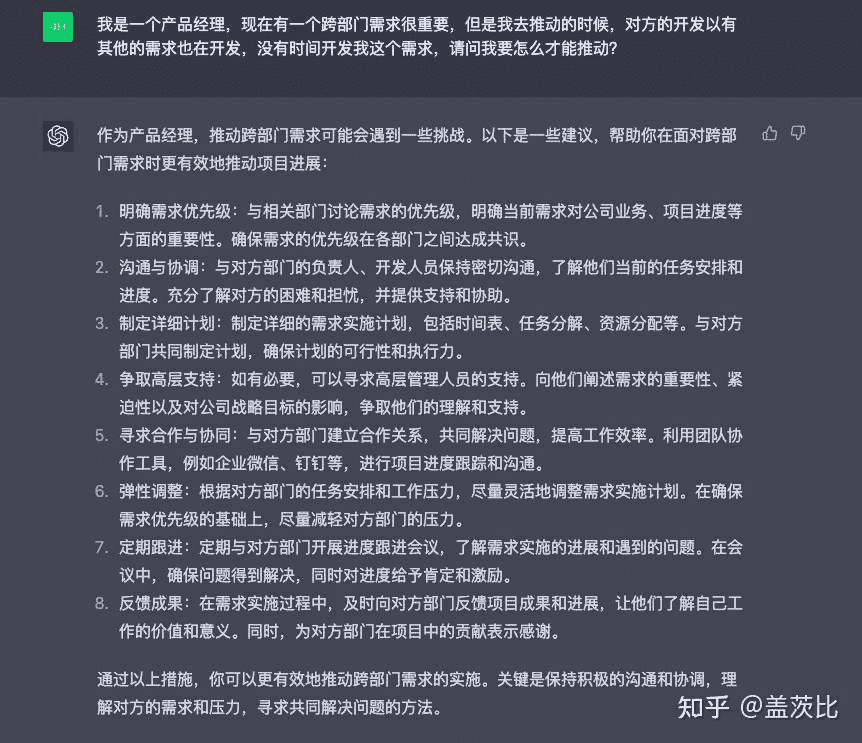 我是一个产品经理，现在有一个跨部门需求很重要，但是我去推动的时候，对方的开发以有
其他的需求也在开发，没有时间开发我这个需求，请问我要怎么才能推动？
作为产品经理，推动跨部门需求可能会遇到一些挑战。以下是一些建议，帮助你在面对跨部
门需求时更有效地推动项目进展：
1. 明确需求优先级：与相关部门讨论需求的优先级，明确当前需求对公司业务、项目进度等
方面的重要性。确保需求的优先级在各部门之间达成共识。
2. 沟通与协调：与对方部门的负责人、开发人员保持密切沟通，了解他们当前的任务安排和
进度。充分了解对方的困难和担忧，并提供支持和协助。
3. 制定详细计划：制定详细的需求实施计划，包括时间表、任务分解、资源分配等。与对方
部门共同制定计划，确保计划的可行性和执行力。
4. 争取高层支持：如有必要，可以寻求高层管理人员的支持。向他们阐述需求的重要性、紧
迫性以及对公司战略目标的影响，争取他们的理解和支持。
5. 寻求合作与协同：与对方部门建立合作关系，共同解决问题，提高工作效率。利用团队协
作工具，例如企业微信、钉钉等，进行项目进度跟踪和沟通。
6. 弹性调整：根据对方部门的任务安排和工作压力，尽量灵活地调整需求实施计划。在确保
需求优先级的基础上，尽量减轻对方部门的压力。
7. 定期跟进：定期与对方部门开展进度跟进会议，了解需求实施的进展和遇到的问题。在会
议中，确保问题得到解决，同时对进度给予肯定和激励。
8. 反馈成果：在需求实施过程中，及时向对方部门反馈项目成果和进展，让他们了解自己工
作的价值和意义。同时，为对方部门在项目中的贡献表示感谢。
通过以上措施，你可以更有效地推动跨部门需求的实施。关键是保持积极的沟通和协调，理
解对方的需求和压力，寻求共同解决问题的方法。
知乎 @盖茨比